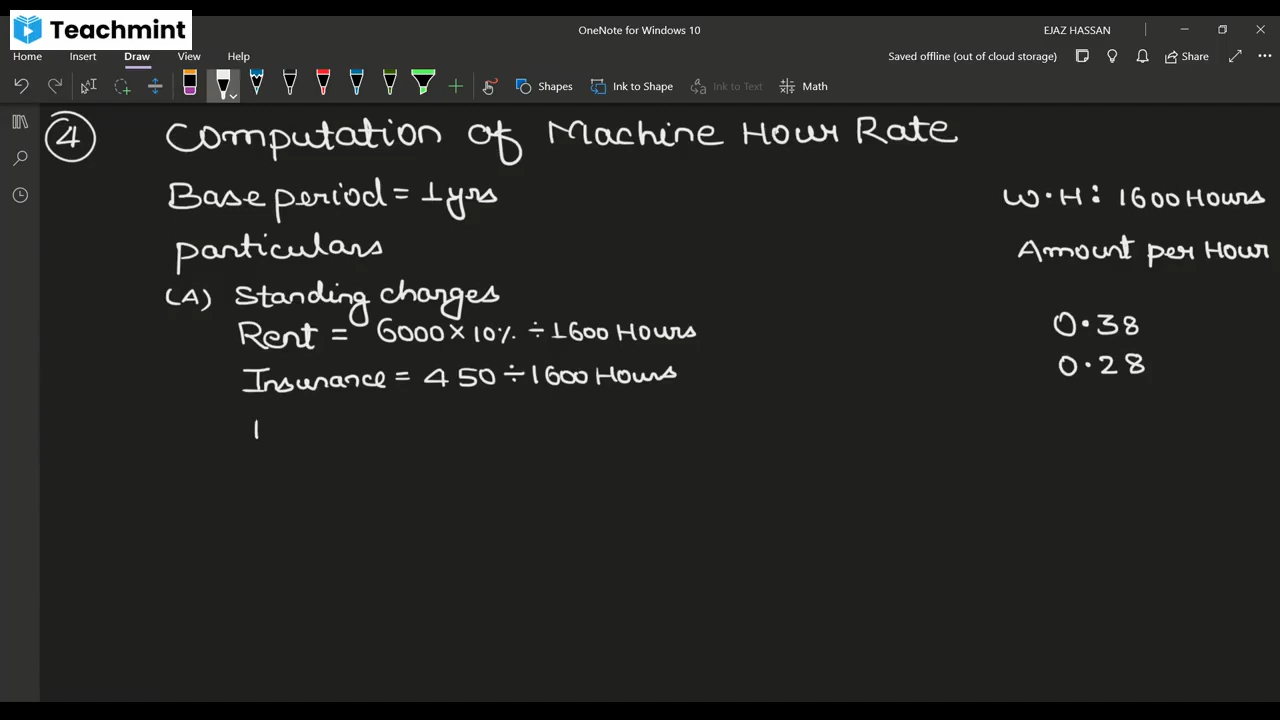 Teachmint
OneNote for Windows 10
EJAZ HASSAN
Home Insert Draw View Help
Saved offline (out of cloud storage)
Share
Shapes
Ink to Shape
Ink to Text
Math
4 Computation of Machine Hour Rate
Base period = 1 yrs W.H : 1600 Hours
particulars Amount per Hour
(A) Standing charges
Rent = 6000 × 10% ÷ 1600 Hours 0.38
Insurance = 450 ÷ 1600 Hours 0.28